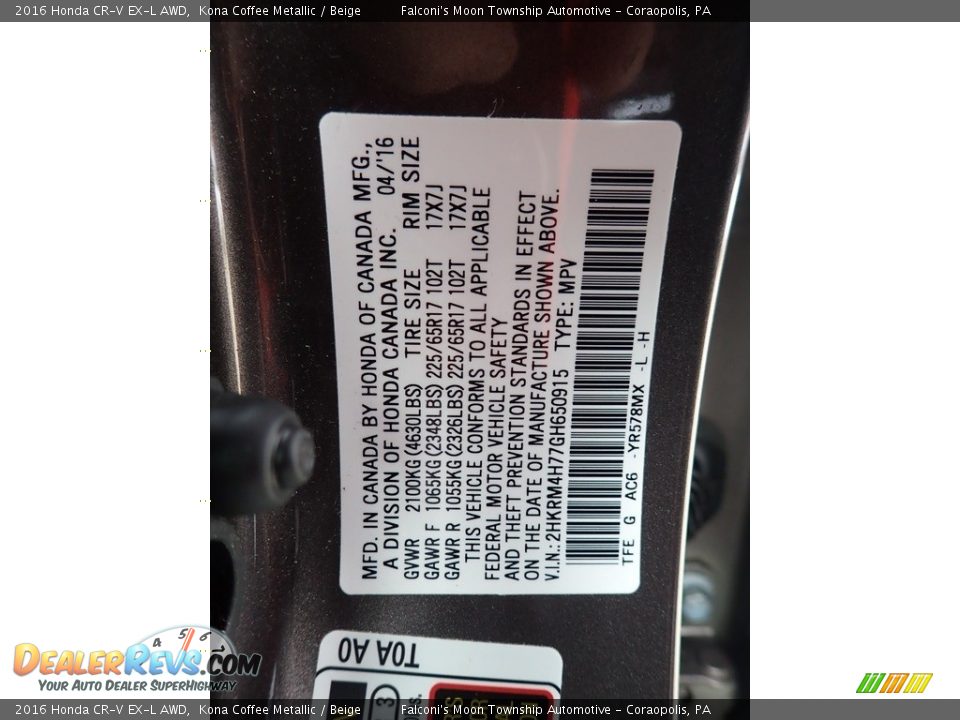 2016 Honda CR-V EX-L AWD, Kona Coffee Metallic / Beige Falconi's Moon Township Automotive - Coraopolis, PA
MFD. IN CANADA BY HONDA OF CANADA MFG.,
A DIVISION OF HONDA CANADA INC. 04/'16
GVWR 2100KG(4630LBS) TIRE SIZE RIM SIZE
GAWR F 1065KG(2348LBS) 225/65R17 102T 17X7J
GAWR R 1055KG(2326LBS) 225/65R17 102T 17X7J
THIS VEHICLE CONFORMS TO ALL APPLICABLE
FEDERAL MOTOR VEHICLE SAFETY
AND THEFT PREVENTION STANDARDS IN EFFECT
ON THE DATE OF MANUFACTURE SHOWN ABOVE.
V.I.N.: 2HKRM4H77GH650915 TYPE: MPV
TFE G AC6 -YR578MX -L -H
T0A A0
3
4 5 6
DEALERREVS.COM
YOUR AUTO DEALER SUPERHIGHWAY
2016 Honda CR-V EX-L AWD, Kona Coffee Metallic / Beige Falconi's Moon Township Automotive - Coraopolis, PA